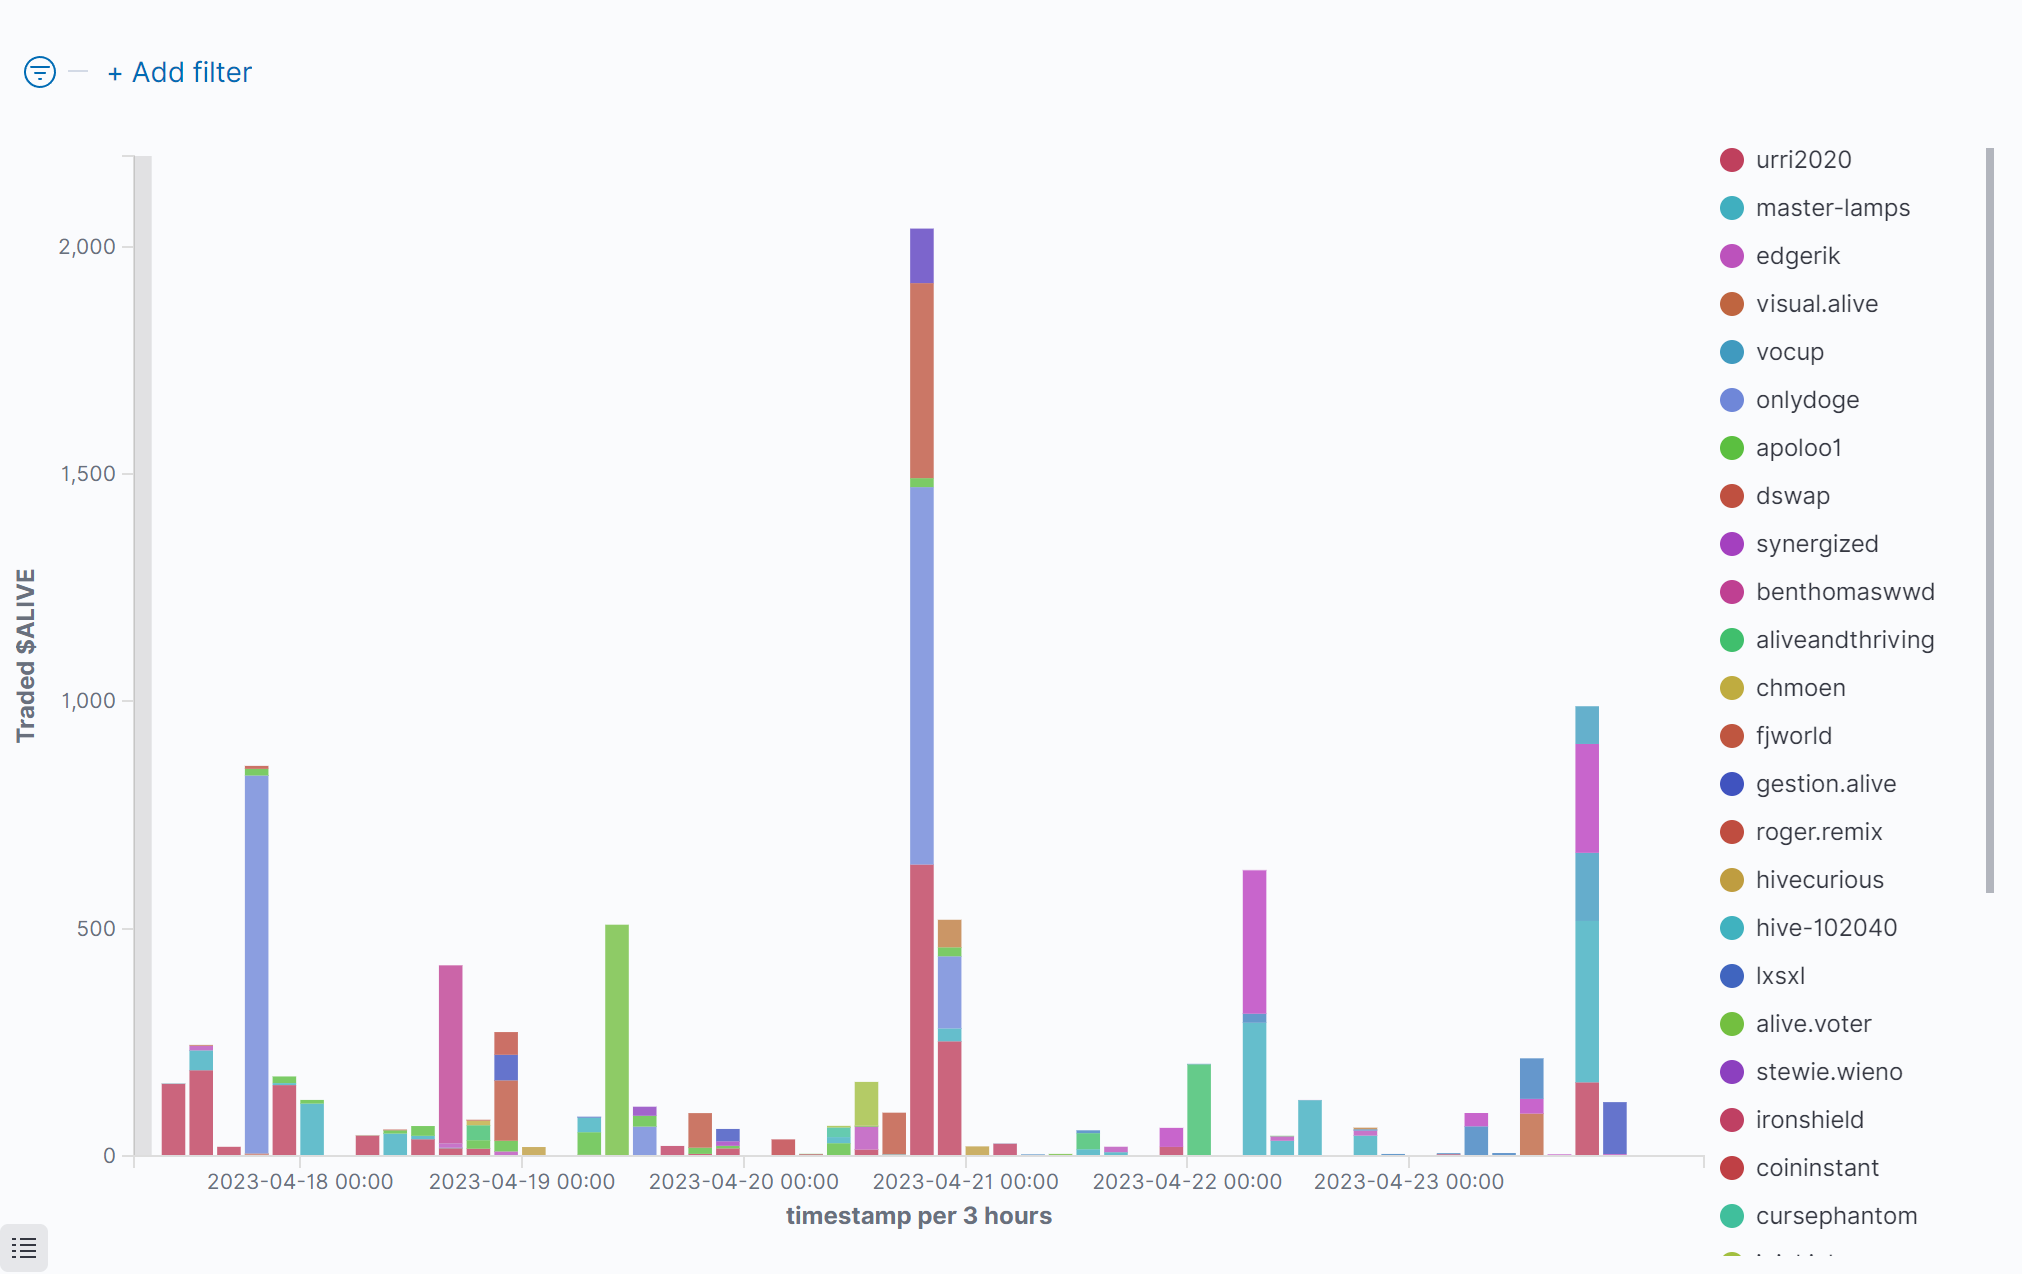 + Add filter
Traded $ALIVE
2,000
1,500
1,000
500
0
2023-04-18 00:00
2023-04-19 00:00
2023-04-20 00:00
2023-04-21 00:00
2023-04-22 00:00
2023-04-23 00:00
timestamp per 3 hours
urri2020
master-lamps
edgerik
visual.alive
vocup
onlydoge
apoloo1
dswap
synergized
benthomaswwd
aliveandthriving
chmoen
fjworld
gestion.alive
roger.remix
hivecurious
hive-102040
lxsxl
alive.voter
stewie.wieno
ironshield
coininstant
cursephantom